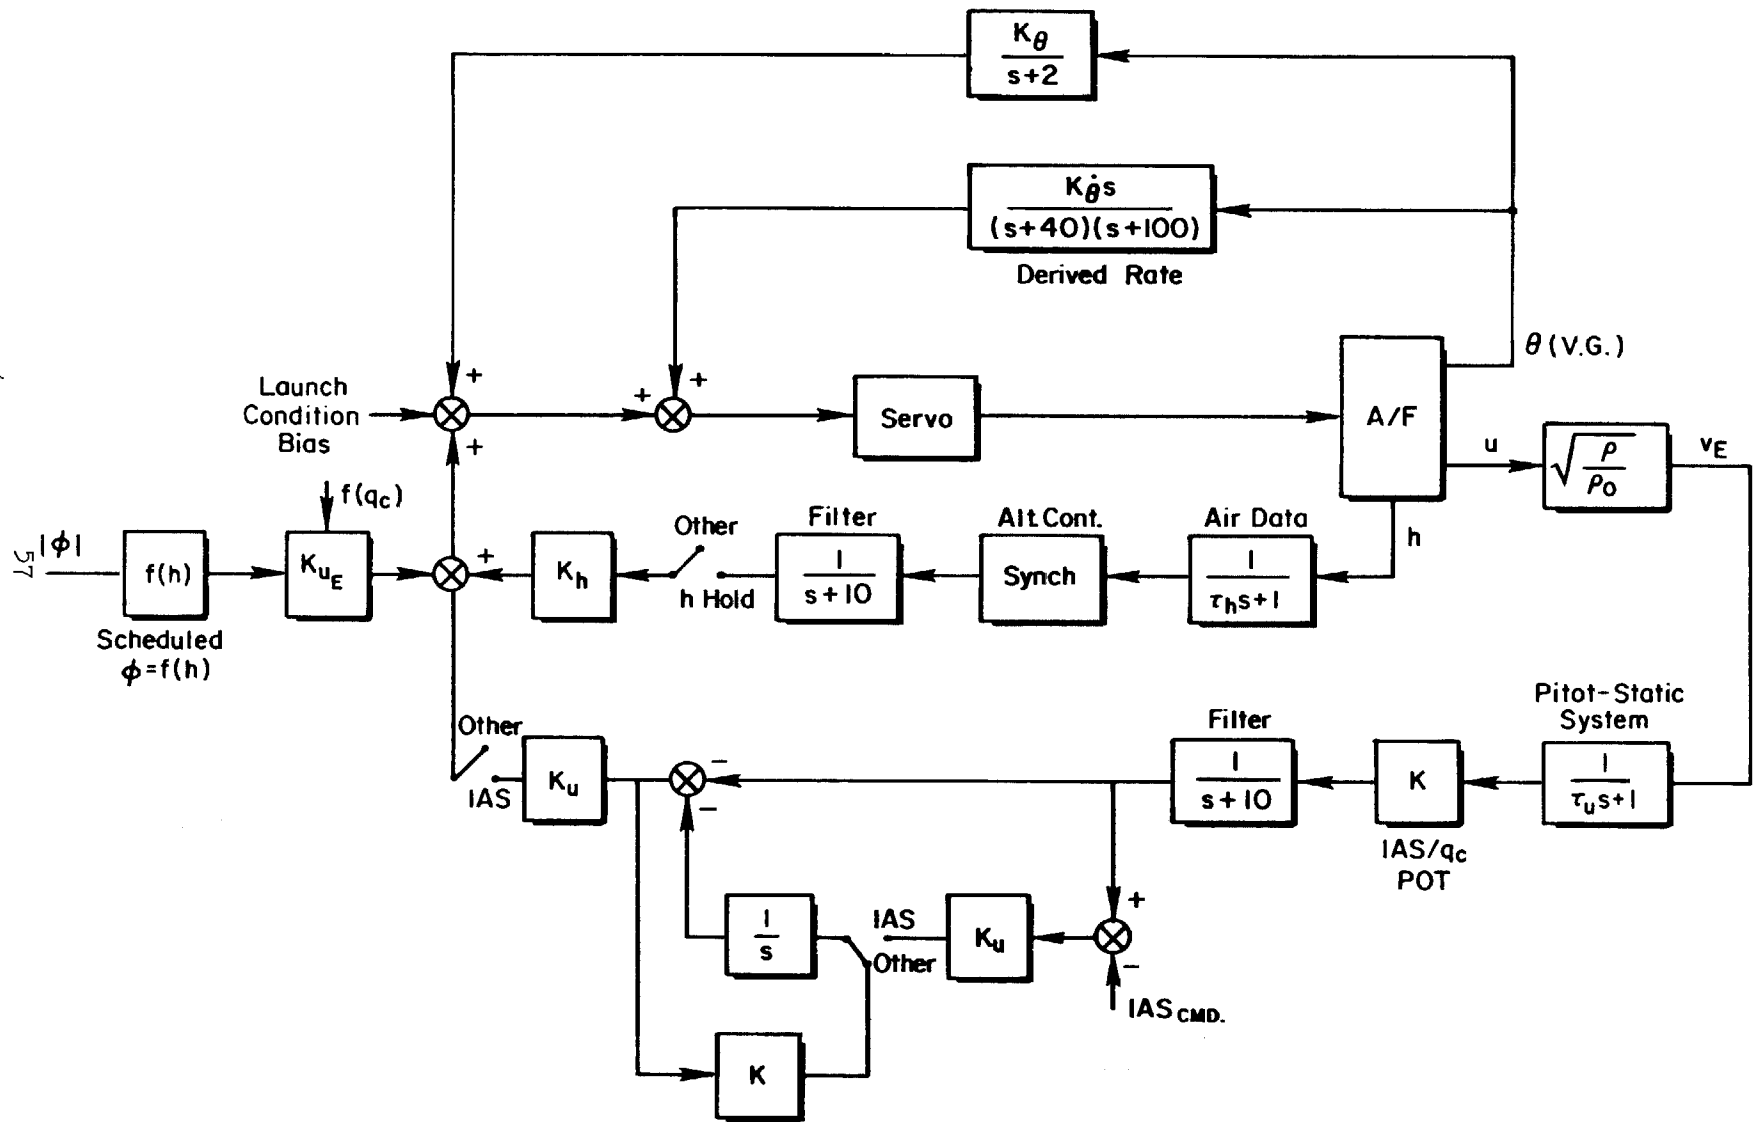 Kθ
s+2
Kθ̇s
(s+40)(s+100)
Derived Rate
θ (V.G.)
Launch
Condition
Bias
+
+
+
+
Servo
A/F
u
√ρ/ρ0
vE
h
|ϕ|
f(h)
Scheduled
ϕ=f(h)
f(qc)
KuE
+
Kh
Other
h Hold
Filter
1
s+10
Alt. Cont.
Synch
Air Data
1
τhs+1
57
Other
IAS
Ku
−
−
Filter
1
s+10
K
IAS/qc
POT
Pitot-Static
System
1
τus+1
1
s
IAS
Other
Ku
+
−
IASCMD.
K